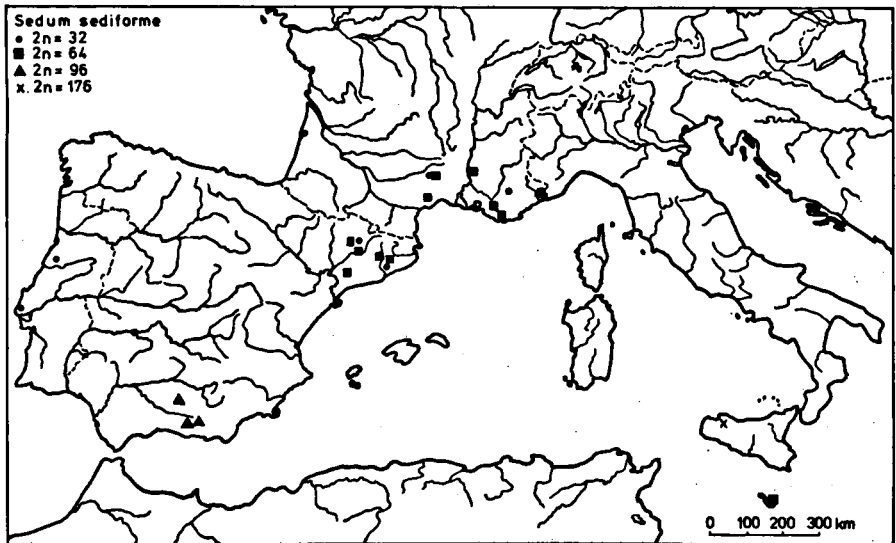 Sedum sediforme
● 2n = 32
■ 2n = 64
▲ 2n = 96
x. 2n = 176
x
0 100 200 300 km